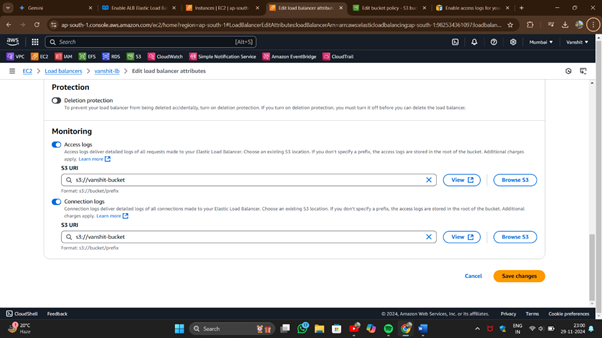 Gemini
Enable ALB Elastic Load B
Instances | EC2 | ap-south-
Edit load balancer attribute
Edit bucket policy - S3 buc
Enable access logs for you
ap-south-1.console.aws.amazon.com/ec2/home?region=ap-south-1#LoadBalancerEditAttributes:loadBalancerArn=arn:aws:elasticloadbalancing:ap-south-1:982534361097:loadbalan...
aws
Search
[Alt+S]
Mumbai
Vanshit
VPC
EC2
IAM
EFS
RDS
S3
CloudWatch
Simple Notification Service
Amazon EventBridge
CloudTrail
EC2
Load balancers
vanshit-lb
Edit load balancer attributes
Protection
Deletion protection
To prevent your load balancer from being deleted accidentally, turn on deletion protection. If you turn on deletion protection, you must turn it off before you can delete the load balancer.
Monitoring
Access logs
Access logs deliver detailed logs of all requests made to your Elastic Load Balancer. Choose an existing S3 location. If you don't specify a prefix, the access logs are stored in the root of the bucket. Additional charges
apply. Learn more
S3 URI
s3://vanshit-bucket
View
Browse S3
Format: s3://bucket/prefix
Connection logs
Connection logs deliver detailed logs of all connections made to your Elastic Load Balancer. Choose an existing S3 location. If you don't specify a prefix, the access logs are stored in the root of the bucket. Additional
charges apply. Learn more
S3 URI
s3://vanshit-bucket
View
Browse S3
Format: s3://bucket/prefix
Cancel
Save changes
CloudShell
Feedback
© 2024, Amazon Web Services, Inc. or its affiliates.
Privacy
Terms
Cookie preferences
20°C
Haze
Search
ENG
IN
23:00
29-11-2024